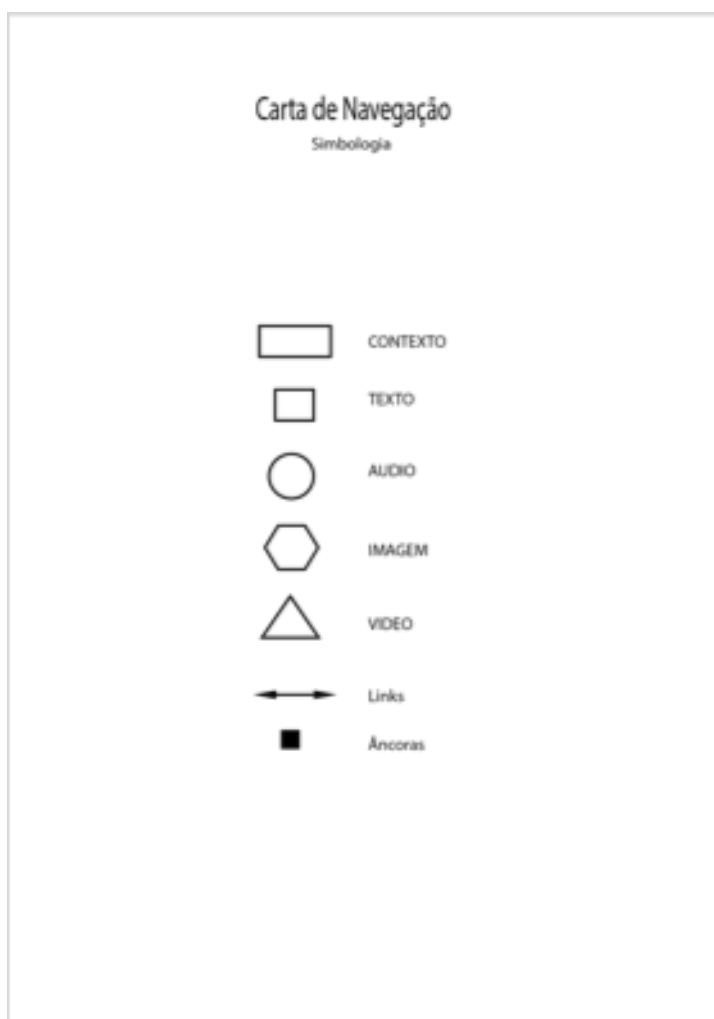 Carta de Navegação
Simbologia
CONTEXTO
TEXTO
AUDIO
IMAGEM
VIDEO
Links
Âncoras